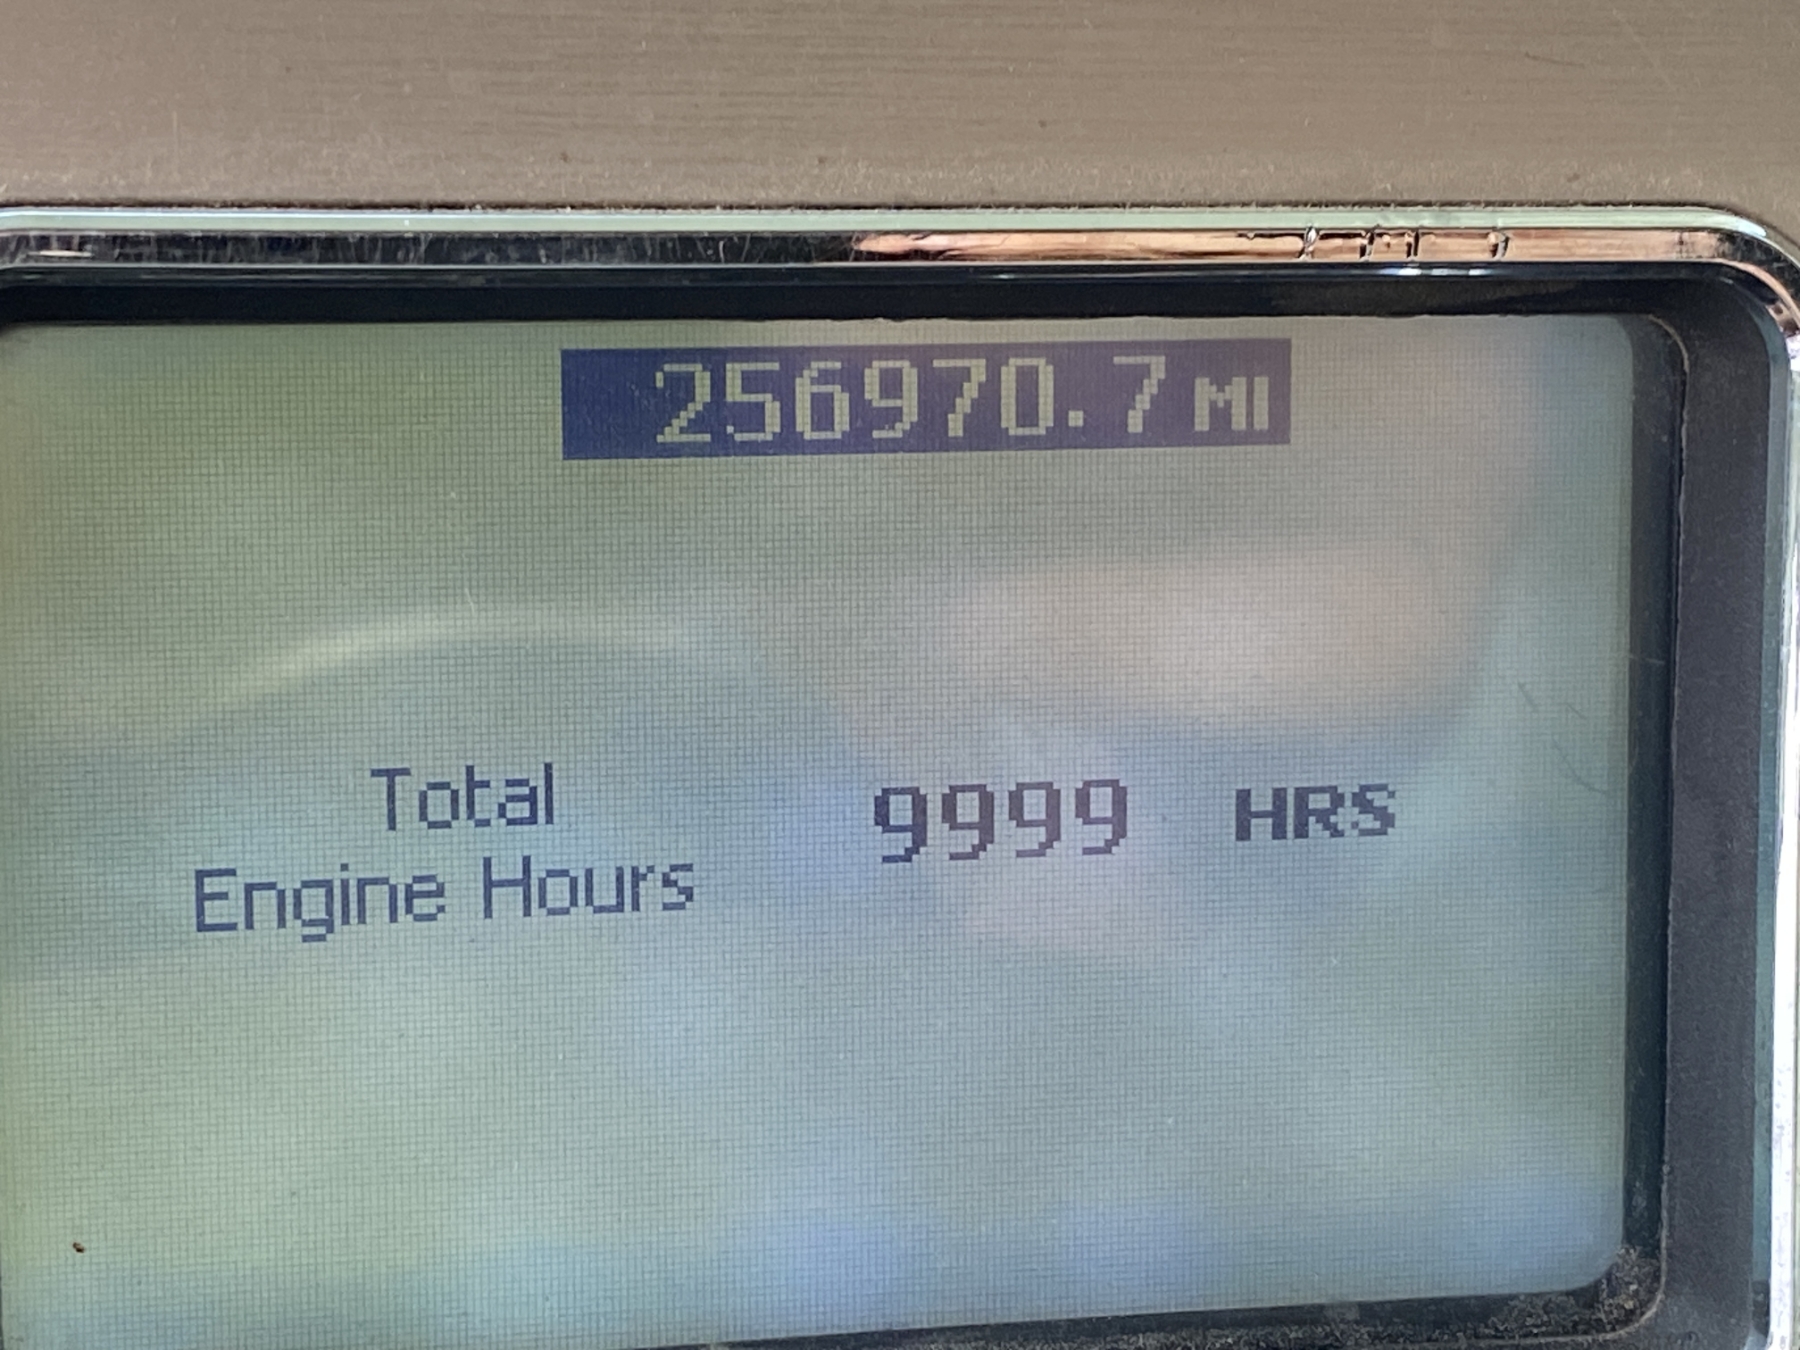 256970.7 MI
Total
Engine Hours 9999 HRS